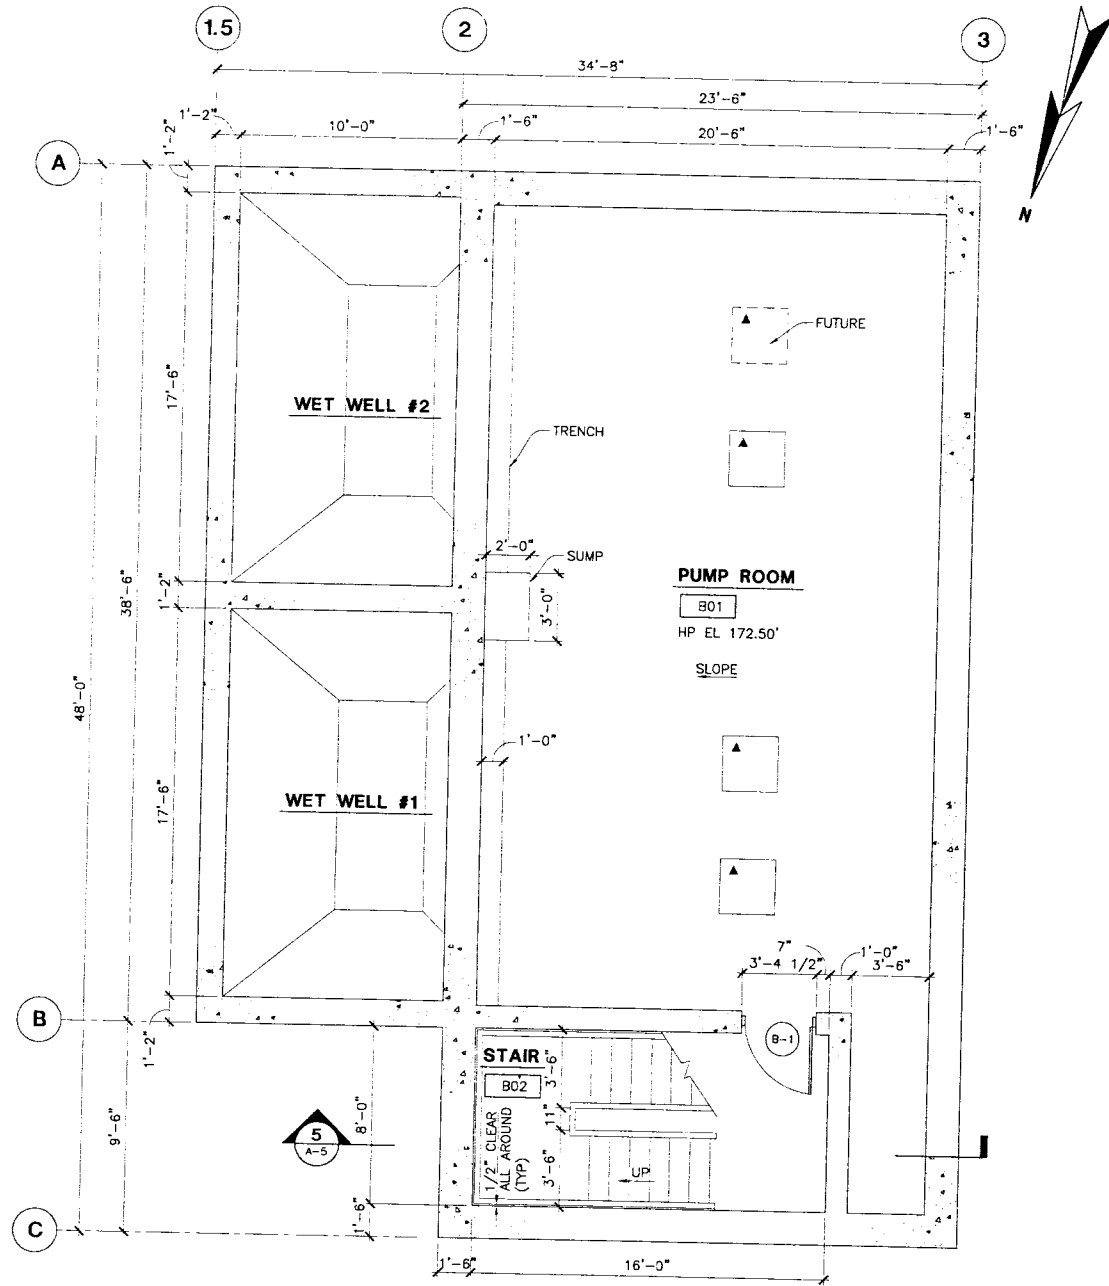 1.5
2
3
34'-8"
23'-6"
1'-2"
10'-0"
1'-6"
20'-6"
1'-6"
1'-2"
A
N
FUTURE
17'-6"
WET WELL #2
TRENCH
2'-0"
SUMP
3'-0"
PUMP ROOM
B01
HP EL 172.50'
SLOPE
1'-2"
38'-6"
48'-0"
1'-0"
WET WELL #1
17'-6"
7"
1'-0"
3'-4 1/2"
3'-6"
B
1'-2"
B-1
STAIR
B02
3'-6"
11"
3'-6"
1/2" CLEAR
ALL AROUND
(TYP)
UP
8'-0"
9'-6"
5
A-5
1'-6"
C
1'-6"
16'-0"